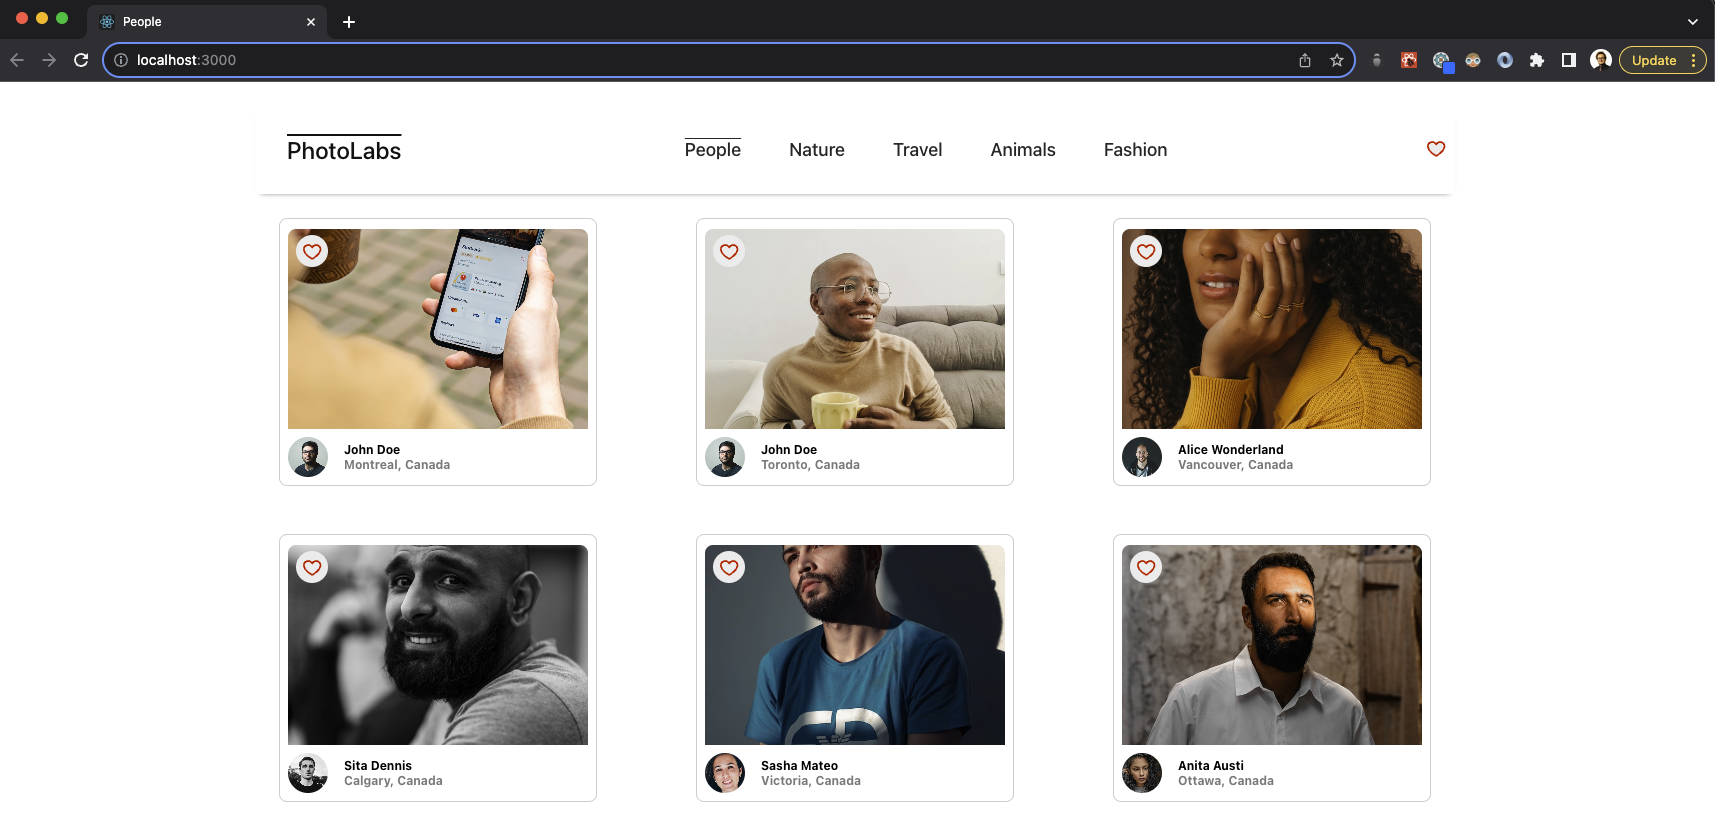 People
localhost:3000
Update
PhotoLabs
People Nature Travel Animals Fashion
John Doe
Montreal, Canada
John Doe
Toronto, Canada
Alice Wonderland
Vancouver, Canada
Sita Dennis
Calgary, Canada
Sasha Mateo
Victoria, Canada
Anita Austi
Ottawa, Canada